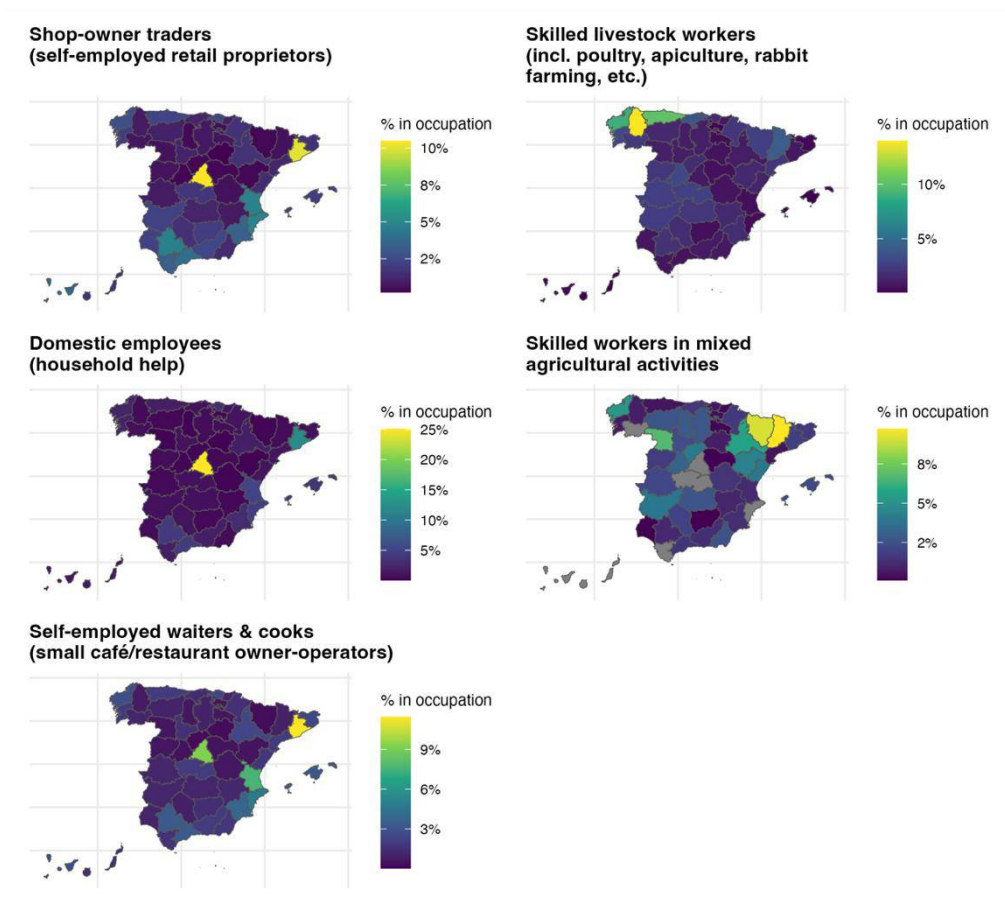 Shop-owner traders
(self-employed retail proprietors)
% in occupation
10%
8%
5%
2%
Skilled livestock workers
(incl. poultry, apiculture, rabbit
farming, etc.)
% in occupation
10%
5%
Domestic employees
(household help)
% in occupation
25%
20%
15%
10%
5%
Skilled workers in mixed
agricultural activities
% in occupation
8%
5%
2%
Self-employed waiters & cooks
(small café/restaurant owner-operators)
% in occupation
9%
6%
3%